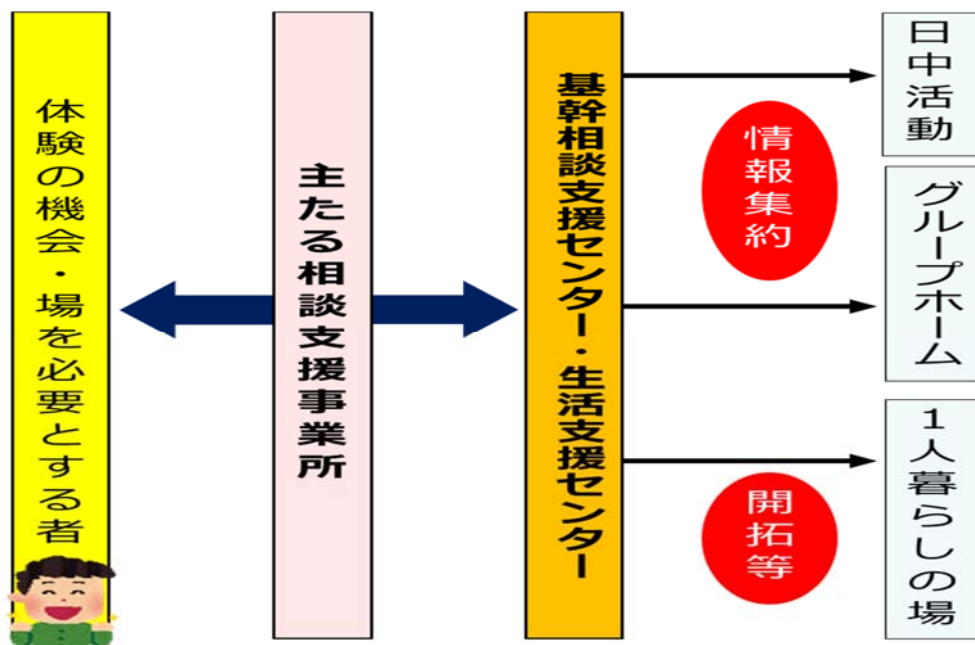 体験の機会・場を必要とする者
主たる相談支援事業所
基幹相談支援センター・生活支援センター
情報集約
開拓等
日中活動
グループホーム
1人暮らしの場